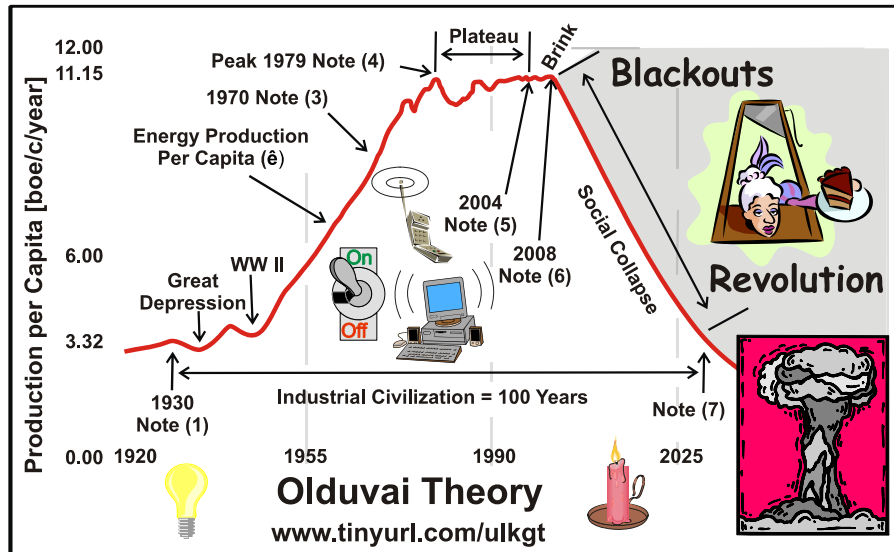 12.00
11.15
6.00
3.32
0.00
Production per Capita [boe/c/year]
Plateau
Brink
Peak 1979 Note (4)
1970 Note (3)
Energy Production
Per Capita (ê)
Blackouts
WW II
Great
Depression
On
Off
2004
Note (5)
2008
Note (6)
Social Collapse
Revolution
Industrial Civilization = 100 Years
1930
Note (1)
Note (7)
1920
1955
1990
2025
Olduvai Theory
www.tinyurl.com/ulkgt